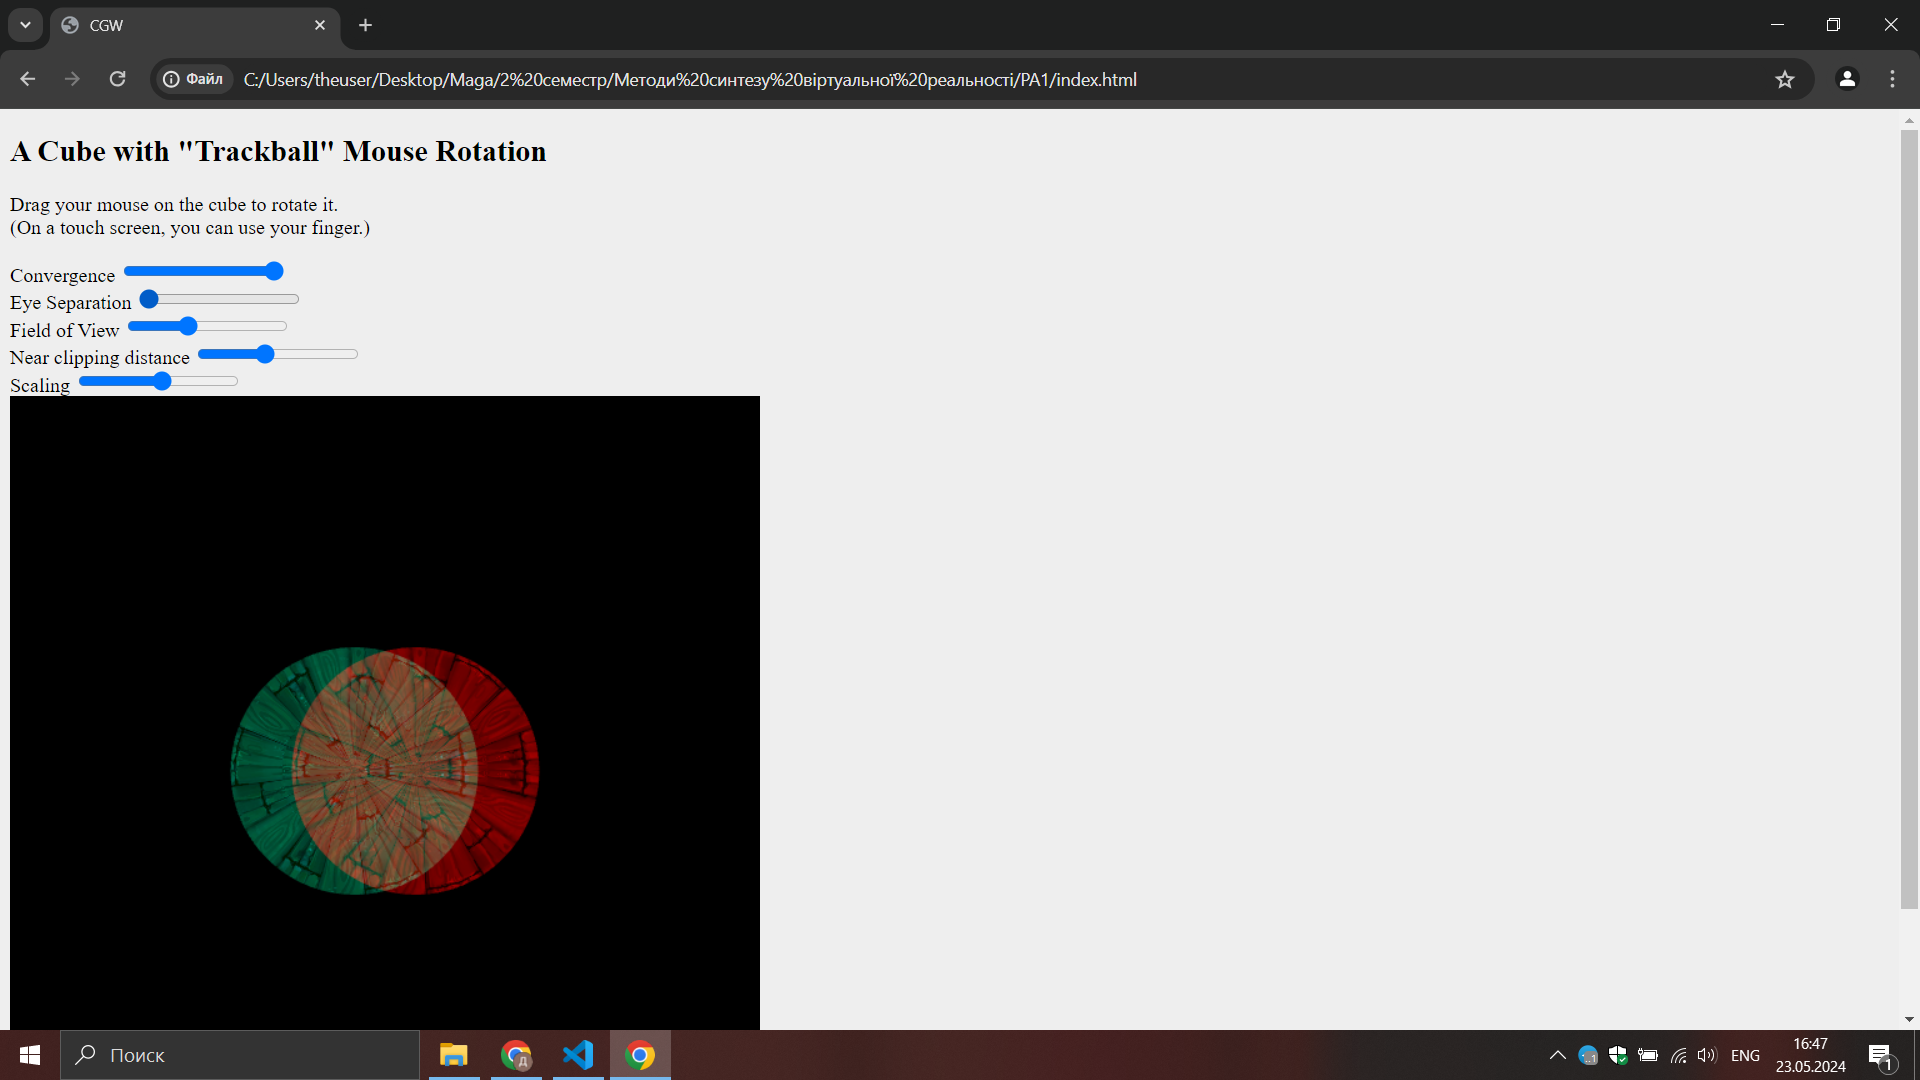 CGW
Файл
C:/Users/theuser/Desktop/Maga/2%20семестр/Методи%20синтезу%20віртуальної%20реальності/PA1/index.html
A Cube with "Trackball" Mouse Rotation
Drag your mouse on the cube to rotate it.
(On a touch screen, you can use your finger.)
Convergence
Eye Separation
Field of View
Near clipping distance
Scaling
Поиск
Д
ENG
16:47
23.05.2024
1